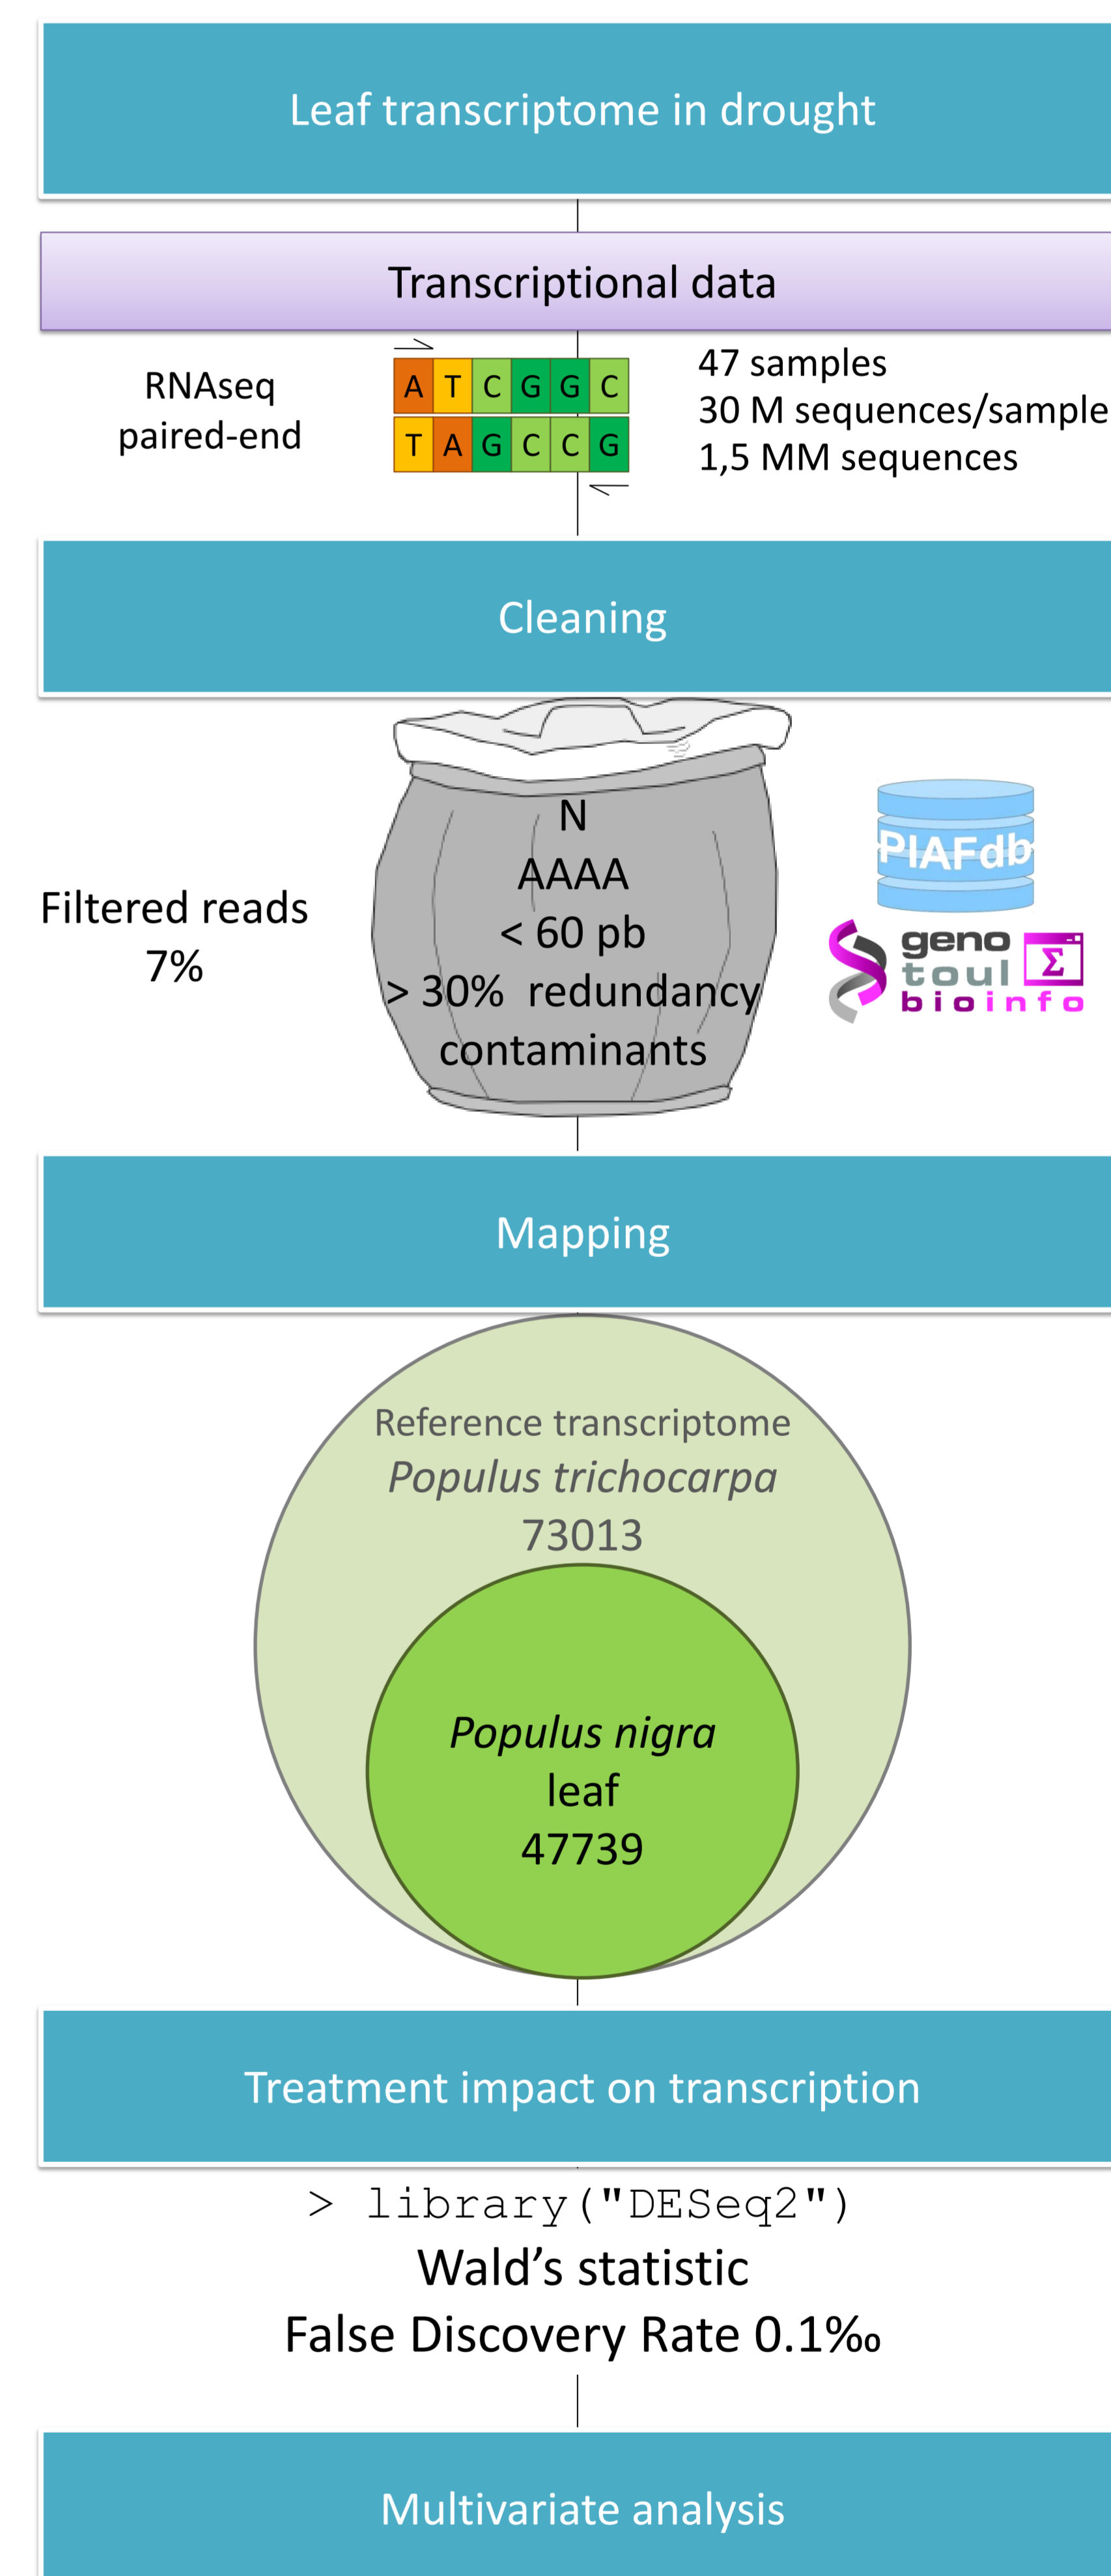 Leaf transcriptome in drought
Transcriptional data
RNAseq
paired-end
A T C G G C
T A G C C G
47 samples
30 M sequences/sample
1,5 MM sequences
Cleaning
Filtered reads
7%
N
AAAA
< 60 pb
> 30% redundancy
contaminants
PIAFdb
geno
toul
bioinfo
Σ
Mapping
Reference transcriptome
Populus trichocarpa
73013
Populus nigra
leaf
47739
Treatment impact on transcription
> library("DESeq2")
Wald’s statistic
False Discovery Rate 0.1‰
Multivariate analysis